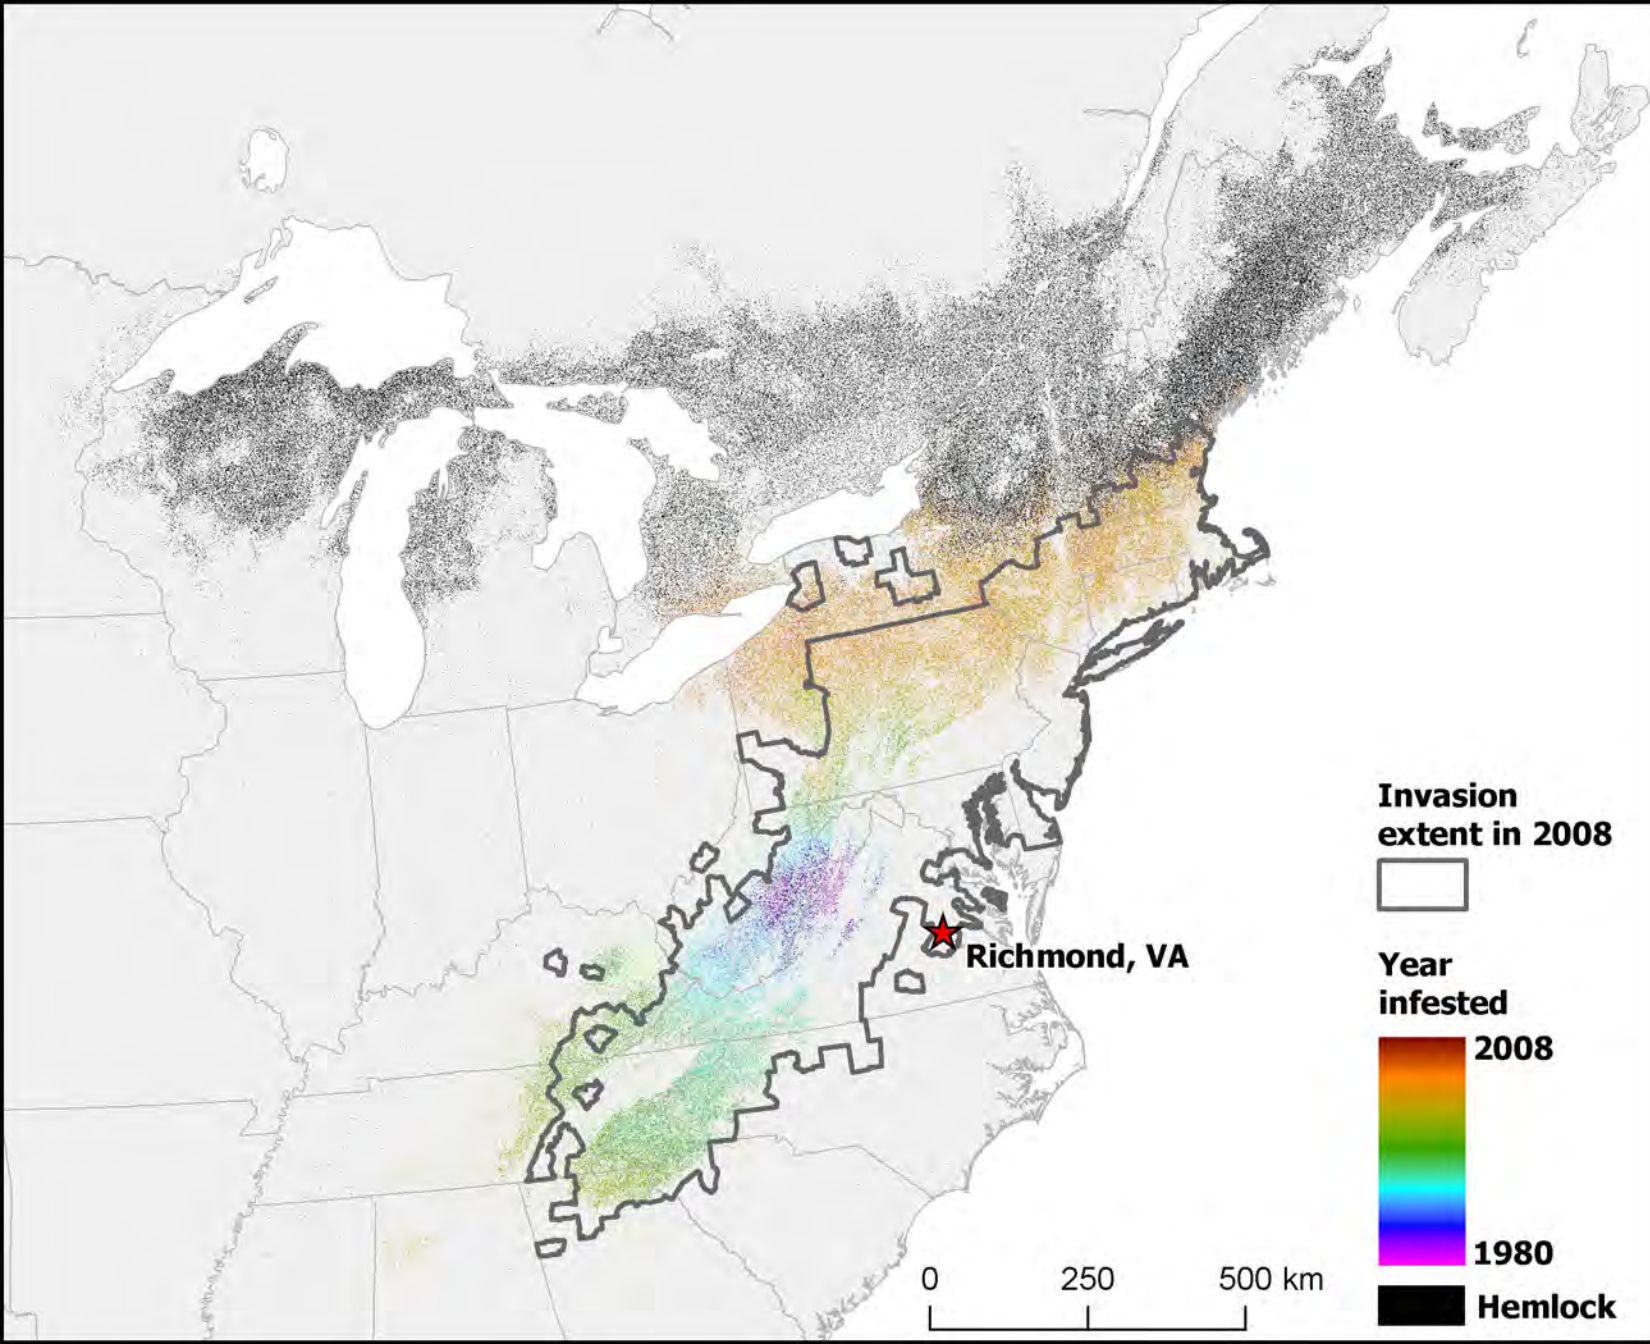 Richmond, VA
Invasion
extent in 2008
Year
infested
2008
1980
Hemlock
0 250 500 km